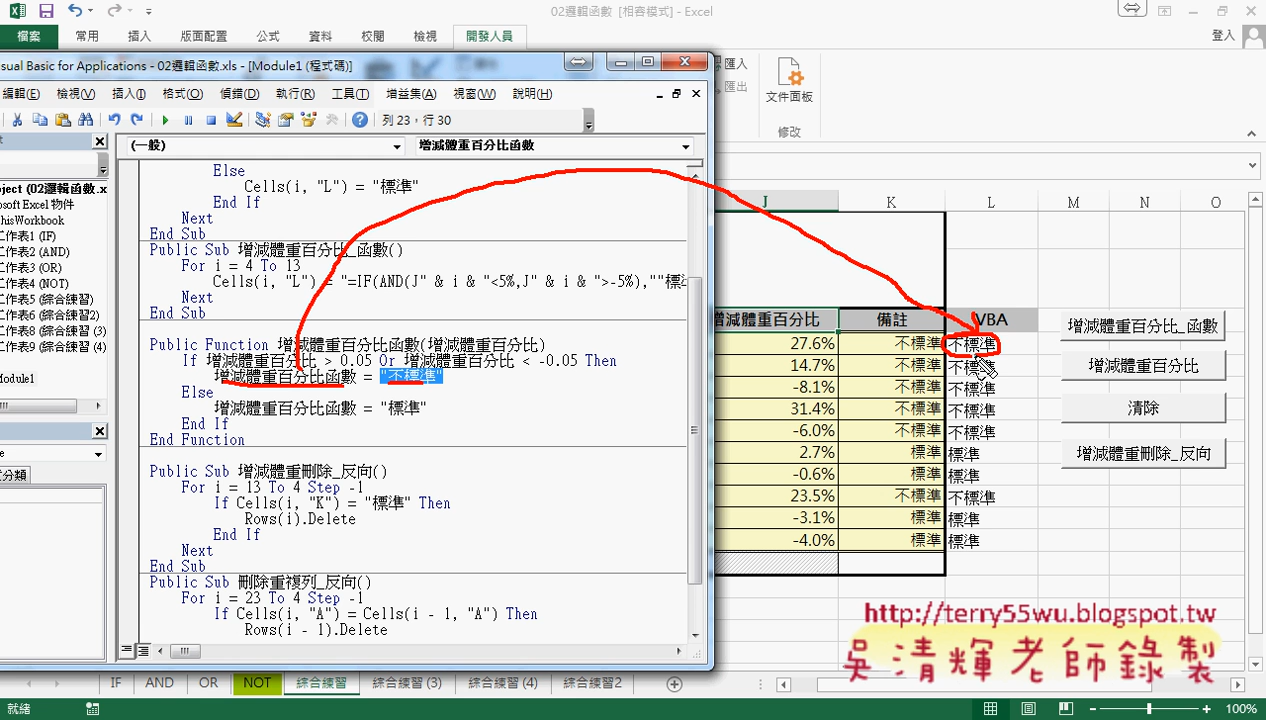 02邏輯函數 [相容模式] - Excel
檔案 常用 插入 版面配置 公式 資料 校閱 檢視 開發人員 登入
sual Basic for Applications - 02邏輯函數.xls - [Module1 (程式碼)]
編輯(E) 檢視(V) 插入(I) 格式(O) 偵錯(D) 執行(R) 工具(T) 增益集(A) 視窗(W) 說明(H)
匯入
匯出
文件面板
修改
列 23，行 30
(一般) 增減體重百分比函數
oject (02邏輯函數.x
osoft Excel 物件
hisWorkbook
工作表1 (IF)
工作表2 (AND)
工作表3 (OR)
工作表4 (NOT)
工作表5 (綜合練習)
工作表6 (綜合練習2)
工作表8 (綜合練習 (3)
工作表9 (綜合練習 (4)
Module1
分類
Else
Cells(i, "L") = "標準"
End If
Next
End Sub
Public Sub 增減體重百分比_函數()
For i = 4 To 13
Cells(i, "L") = "=IF(AND(J" & i & "<5%,J" & i & ">-5%),""標
Next
End Sub
Public Function 增減體重百分比函數(增減體重百分比)
If 增減體重百分比 > 0.05 Or 增減體重百分比 < -0.05 Then
增減體重百分比函數 = "不標準"
Else
增減體重百分比函數 = "標準"
End If
End Function
Public Sub 增減體重刪除_反向()
For i = 13 To 4 Step -1
If Cells(i, "K") = "標準" Then
Rows(i).Delete
End If
Next
End Sub
Public Sub 刪除重複列_反向()
For i = 23 To 4 Step -1
If Cells(i, "A") = Cells(i - 1, "A") Then
Rows(i - 1).Delete
J K L M N O
增減體重百分比 備註 VBA
27.6% 不標準 不標準
14.7% 不標準 不標準
-8.1% 不標準 不標準
31.4% 不標準 不標準
-6.0% 不標準 不標準
2.7% 標準 標準
-0.6% 標準 標準
23.5% 不標準 不標準
-3.1% 標準 標準
-4.0% 標準 標準
增減體重百分比_函數
增減體重百分比
清除
增減體重刪除_反向
http://terry55wu.blogspot.tw
吳清輝老師錄製
IF AND OR NOT 綜合練習 綜合練習 (3) 綜合練習 (4) 綜合練習2
就緒 100%